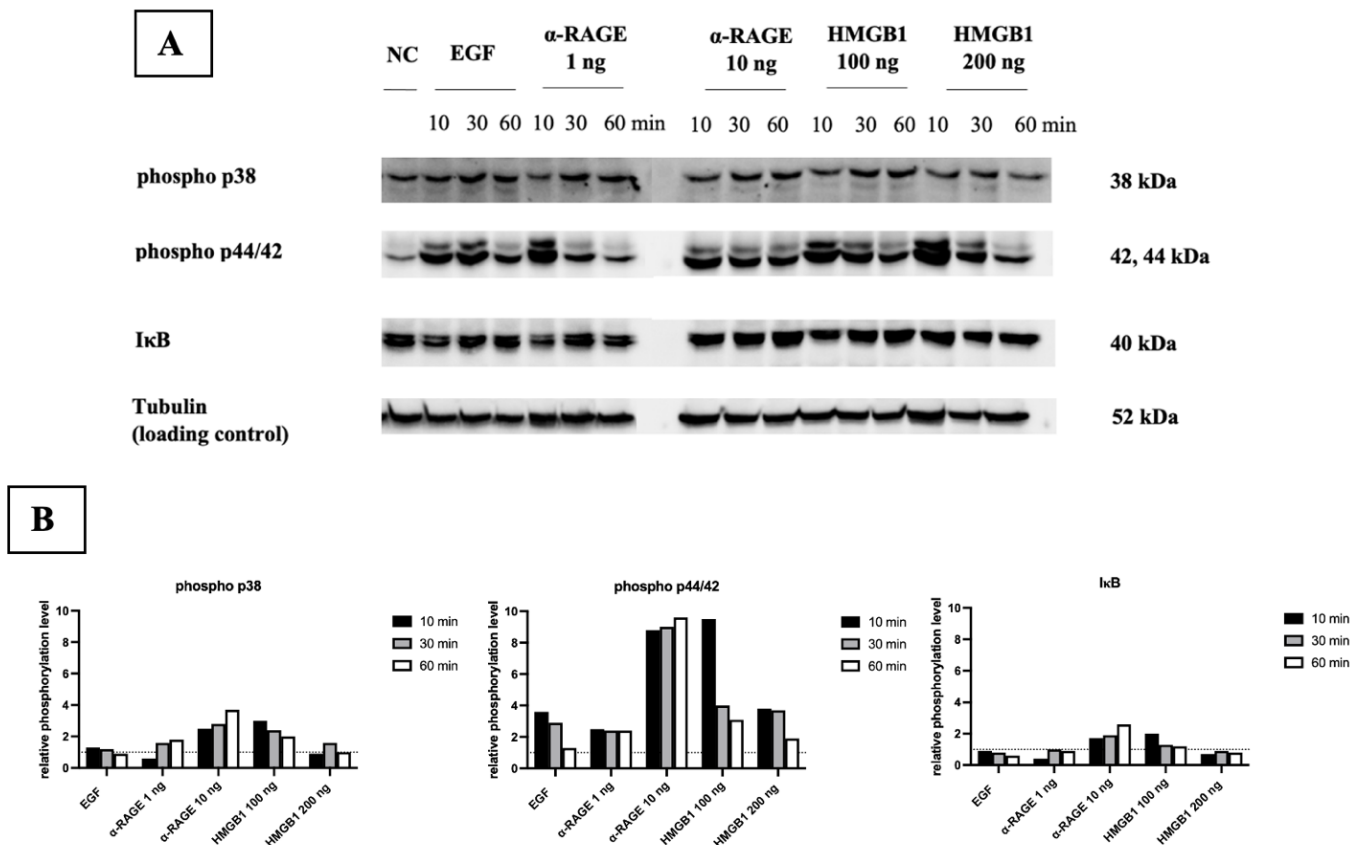 A
NC EGF α-RAGE 1 ng α-RAGE 10 ng HMGB1 100 ng HMGB1 200 ng
10 30 60 10 30 60 min 10 30 60 10 30 60 10 30 60 min
phospho p38 38 kDa
phospho p44/42 42, 44 kDa
IκB 40 kDa
Tubulin
(loading control) 52 kDa
B
phospho p38
relative phosphorylation level
10
8
6
4
2
0
EGF
α-RAGE 1 ng
α-RAGE 10 ng
HMGB1 100 ng
HMGB1 200 ng
10 min
30 min
60 min
phospho p44/42
relative phosphorylation level
10
8
6
4
2
0
EGF
α-RAGE 1 ng
α-RAGE 10 ng
HMGB1 100 ng
HMGB1 200 ng
10 min
30 min
60 min
IκB
relative phosphorylation level
10
8
6
4
2
0
EGF
α-RAGE 1 ng
α-RAGE 10 ng
HMGB1 100 ng
HMGB1 200 ng
10 min
30 min
60 min